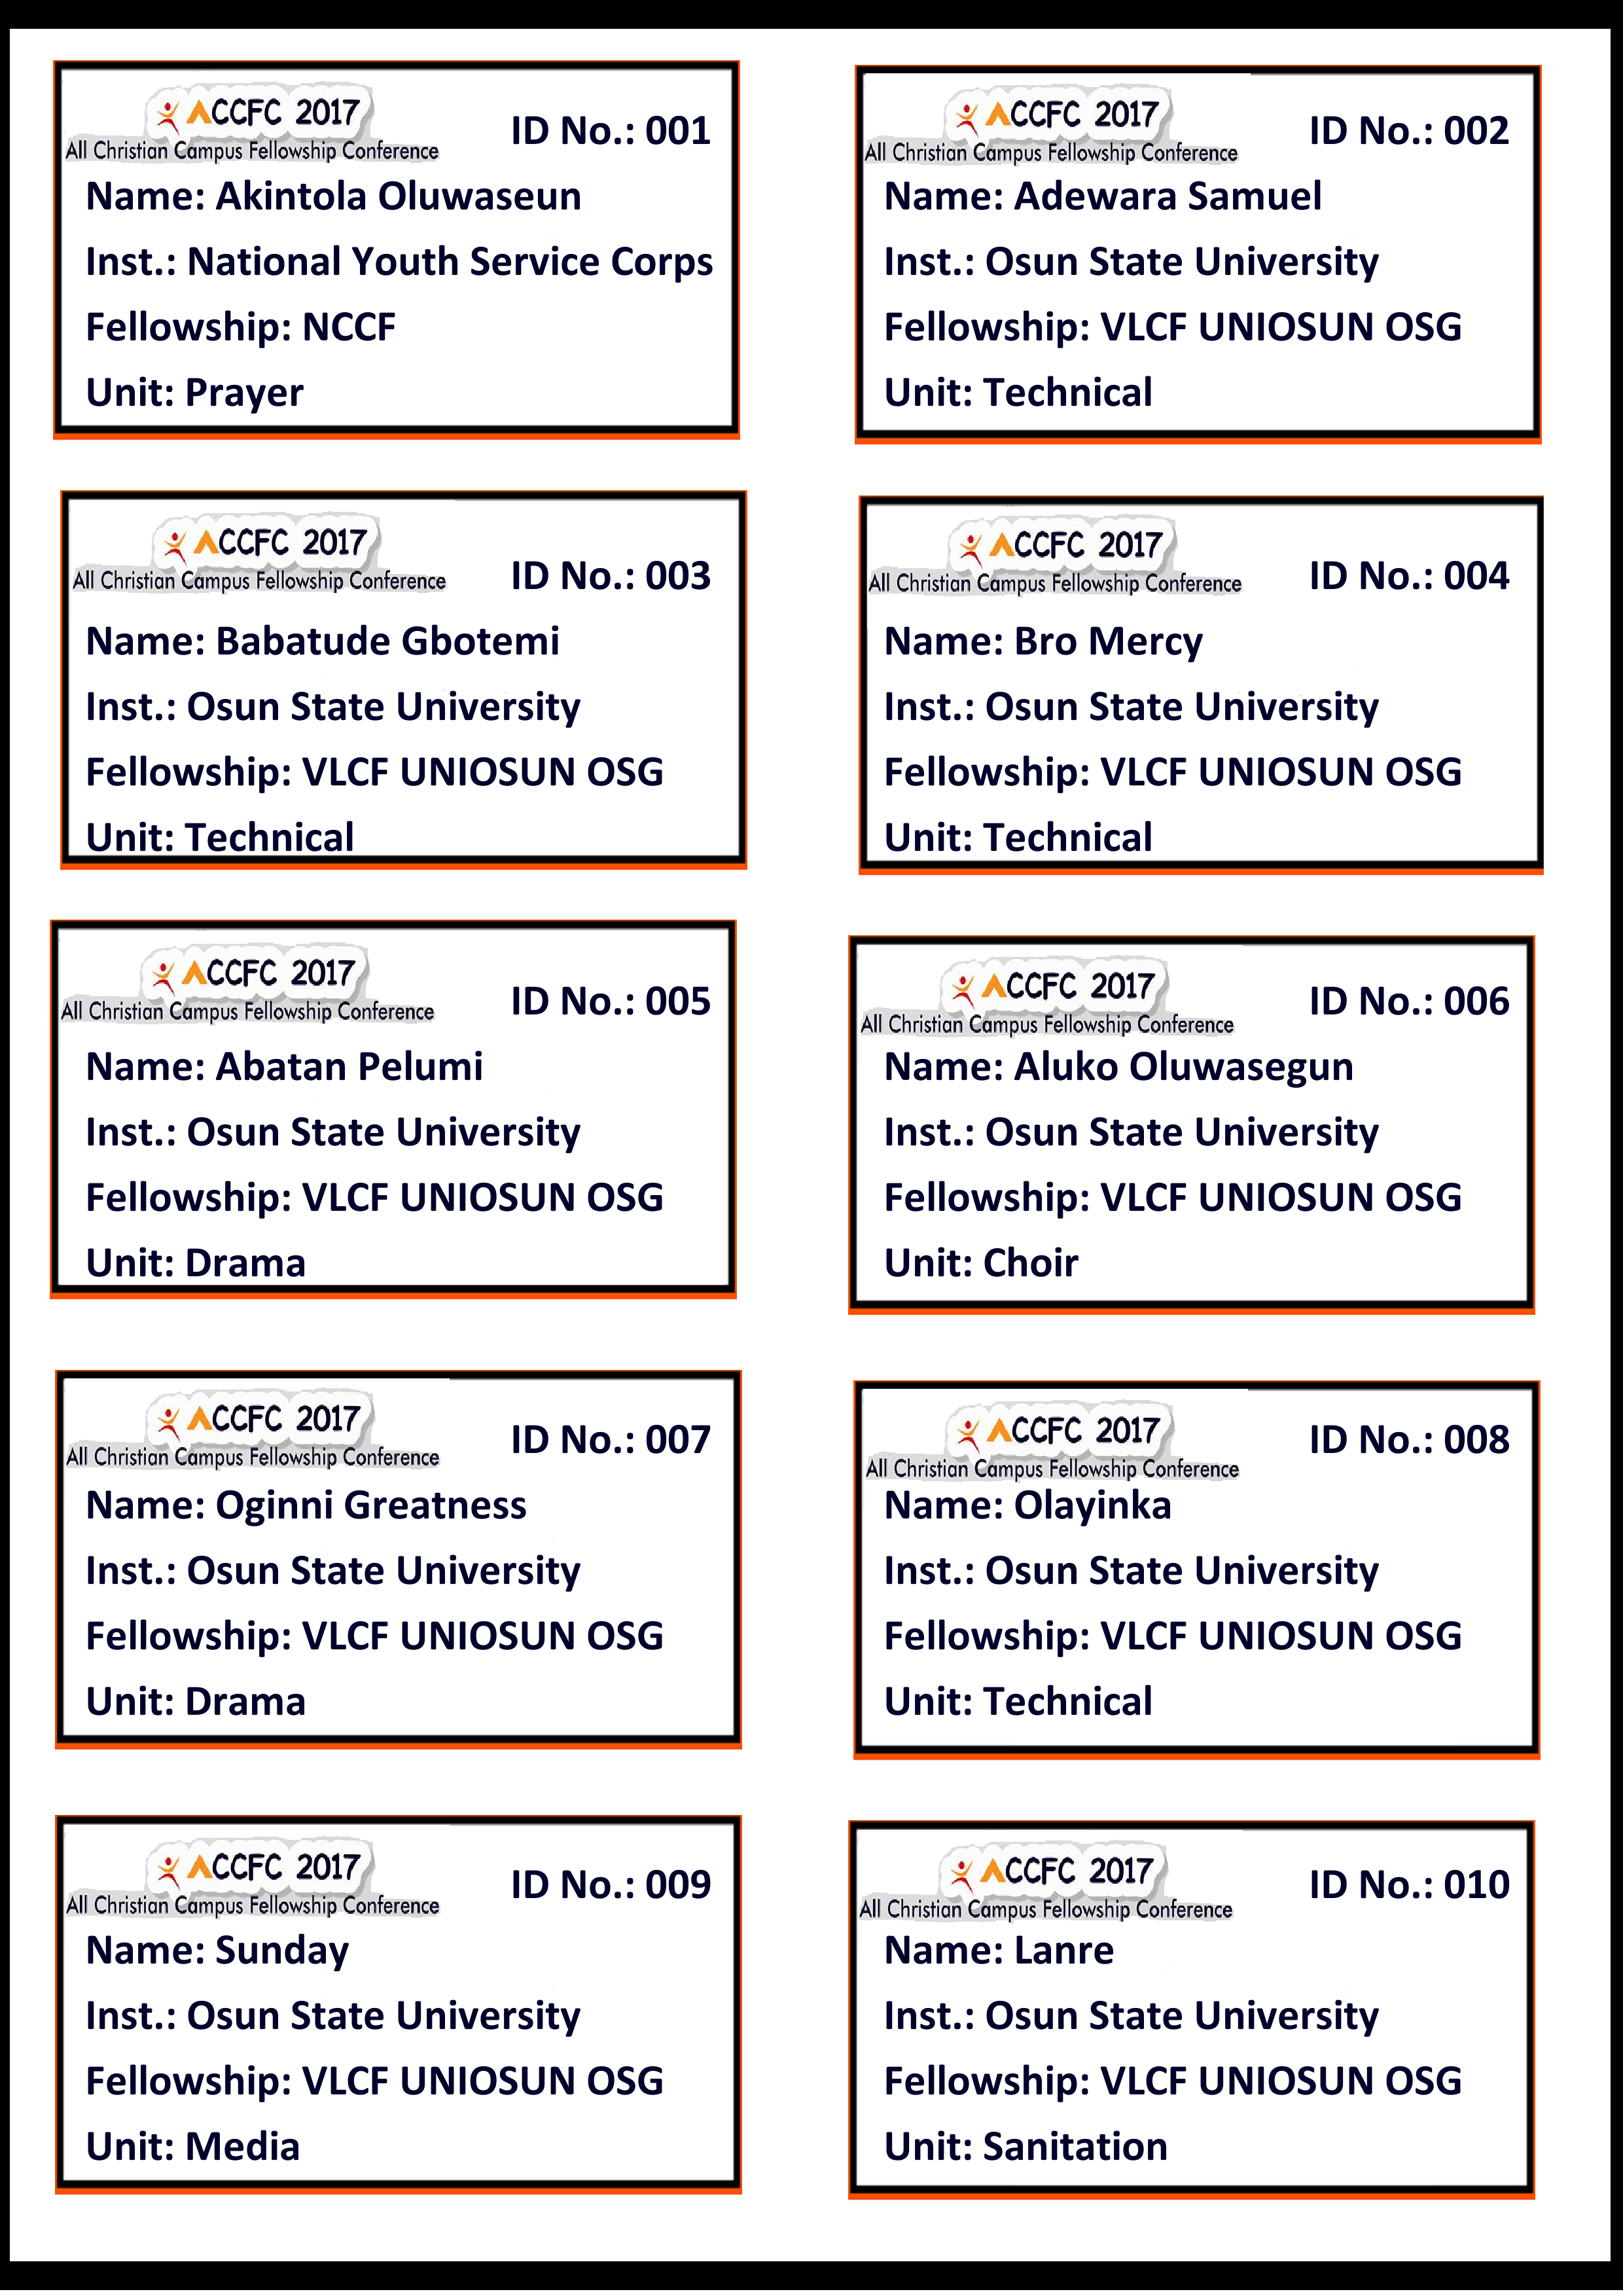 ACCFC 2017
All Christian Campus Fellowship Conference
ID No.: 001
Name: Akintola Oluwaseun
Inst.: National Youth Service Corps
Fellowship: NCCF
Unit: Prayer
ACCFC 2017
All Christian Campus Fellowship Conference
ID No.: 002
Name: Adewara Samuel
Inst.: Osun State University
Fellowship: VLCF UNIOSUN OSG
Unit: Technical
ACCFC 2017
All Christian Campus Fellowship Conference
ID No.: 003
Name: Babatude Gbotemi
Inst.: Osun State University
Fellowship: VLCF UNIOSUN OSG
Unit: Technical
ACCFC 2017
All Christian Campus Fellowship Conference
ID No.: 004
Name: Bro Mercy
Inst.: Osun State University
Fellowship: VLCF UNIOSUN OSG
Unit: Technical
ACCFC 2017
All Christian Campus Fellowship Conference
ID No.: 005
Name: Abatan Pelumi
Inst.: Osun State University
Fellowship: VLCF UNIOSUN OSG
Unit: Drama
ACCFC 2017
All Christian Campus Fellowship Conference
ID No.: 006
Name: Aluko Oluwasegun
Inst.: Osun State University
Fellowship: VLCF UNIOSUN OSG
Unit: Choir
ACCFC 2017
All Christian Campus Fellowship Conference
ID No.: 007
Name: Oginni Greatness
Inst.: Osun State University
Fellowship: VLCF UNIOSUN OSG
Unit: Drama
ACCFC 2017
All Christian Campus Fellowship Conference
ID No.: 008
Name: Olayinka
Inst.: Osun State University
Fellowship: VLCF UNIOSUN OSG
Unit: Technical
ACCFC 2017
All Christian Campus Fellowship Conference
ID No.: 009
Name: Sunday
Inst.: Osun State University
Fellowship: VLCF UNIOSUN OSG
Unit: Media
ACCFC 2017
All Christian Campus Fellowship Conference
ID No.: 010
Name: Lanre
Inst.: Osun State University
Fellowship: VLCF UNIOSUN OSG
Unit: Sanitation